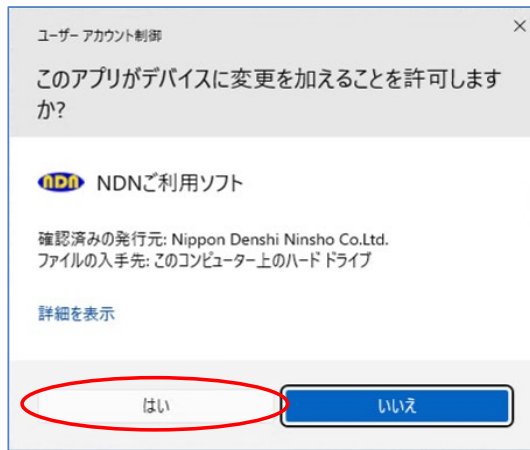 ユーザー アカウント制御
×
このアプリがデバイスに変更を加えることを許可します
か?
NDN NDNご利用ソフト
確認済みの発行元: Nippon Denshi Ninsho Co.Ltd.
ファイルの入手先: このコンピューター上のハード ドライブ
詳細を表示
はい いいえ